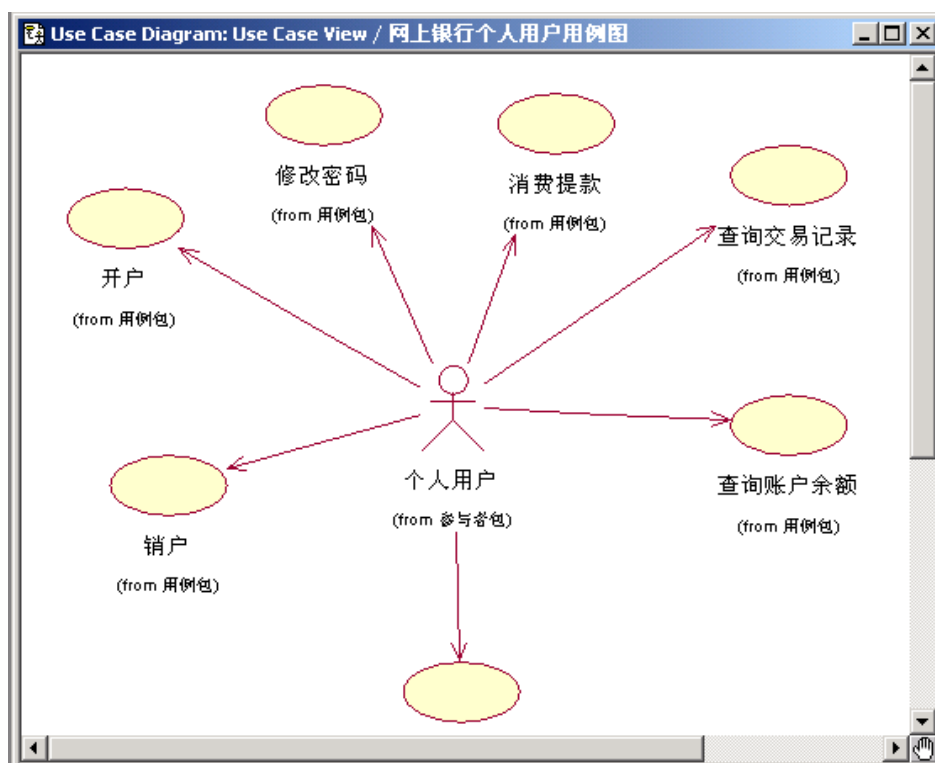 Use Case Diagram: Use Case View / 网上银行个人用户用例图
修改密码
(from 用例包)
消费提款
(from 用例包)
查询交易记录
(from 用例包)
开户
(from 用例包)
个人用户
(from 参与者包)
查询账户余额
(from 用例包)
销户
(from 用例包)